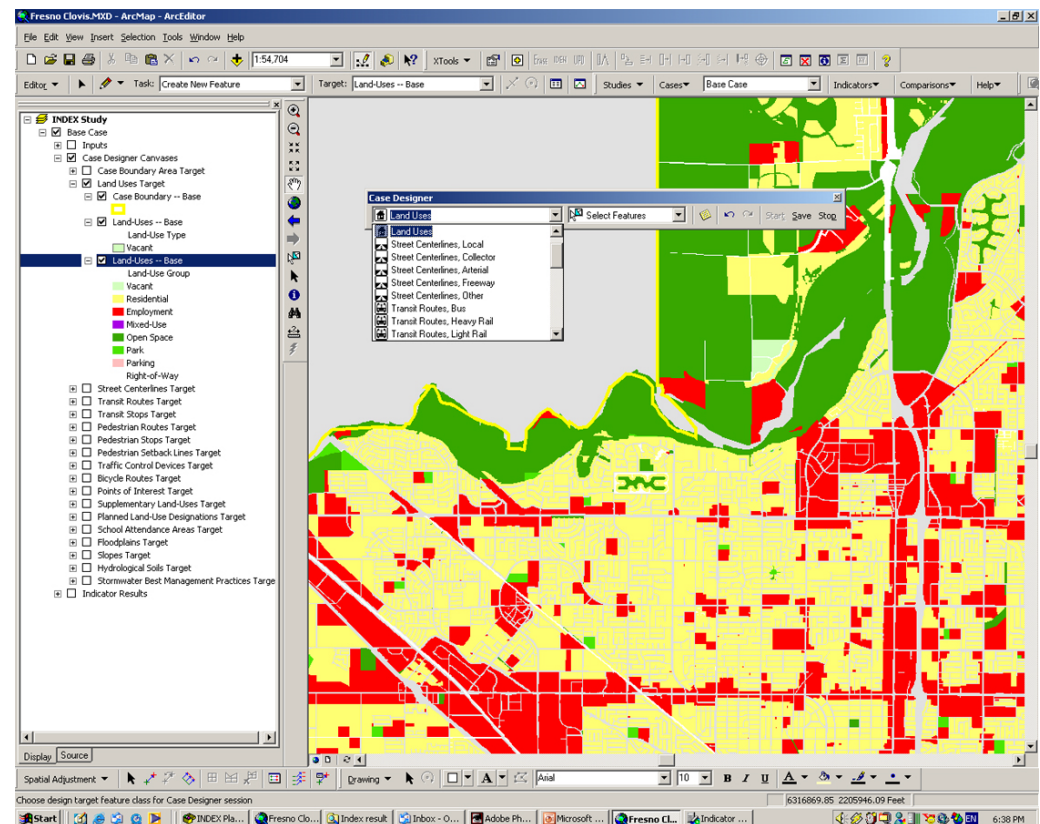 Fresno Clovis.MXD - ArcMap - ArcEditor
File Edit View Insert Selection Tools Window Help
1:54,704 XTools
Editor Task: Create New Feature Target: Land-Uses -- Base Studies Cases Base Case Indicators Comparisons Help
INDEX Study
Base Case
Inputs
Case Designer Canvases
Case Boundary Area Target
Land Uses Target
Case Boundary -- Base
Land-Uses -- Base
Land-Use Type
Vacant
Land-Uses -- Base
Land-Use Group
Vacant
Residential
Employment
Mixed-Use
Open Space
Park
Parking
Right-of-Way
Street Centerlines Target
Transit Routes Target
Transit Stops Target
Pedestrian Routes Target
Pedestrian Stops Target
Pedestrian Setback Lines Target
Traffic Control Devices Target
Bicycle Routes Target
Points of Interest Target
Supplementary Land-Uses Target
Planned Land-Use Designations Target
School Attendance Areas Target
Floodplains Target
Slopes Target
Hydrological Soils Target
Stormwater Best Management Practices Targe
Indicator Results
Case Designer
Land Uses Select Features Start Save Stop
Land Uses
Street Centerlines, Local
Street Centerlines, Collector
Street Centerlines, Arterial
Street Centerlines, Freeway
Street Centerlines, Other
Transit Routes, Bus
Transit Routes, Heavy Rail
Transit Routes, Light Rail
Display Source
Spatial Adjustment Drawing A Arial 10 B I U A
Choose design target feature class for Case Designer session 6316869.85 2205946.09 Feet
Start INDEX Pla... Fresno Clo... Index result Inbox - O... Adobe Ph... Microsoft ... Fresno Cl... Indicator ... EN 6:38 PM